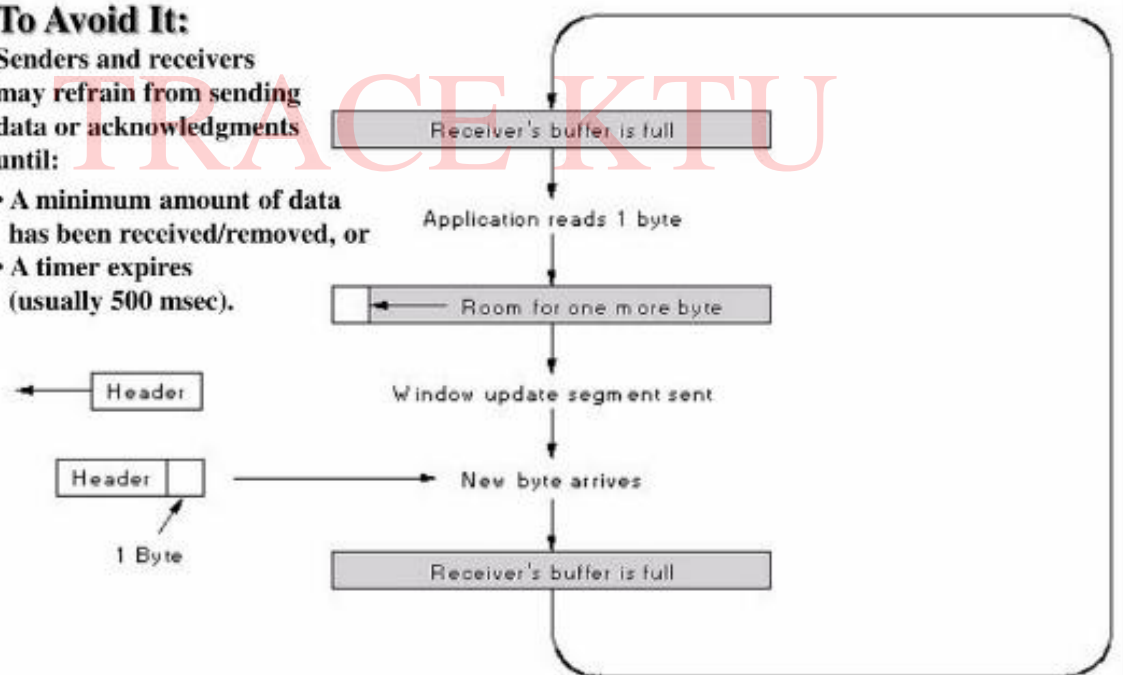 To Avoid It:
Senders and receivers
may refrain from sending
data or acknowledgments
until:
• A minimum amount of data
has been received/removed, or
• A timer expires
(usually 500 msec).
TRACE KTU
Receiver's buffer is full
Application reads 1 byte
Room for one more byte
Header
Window update segment sent
Header
New byte arrives
1 Byte
Receiver's buffer is full